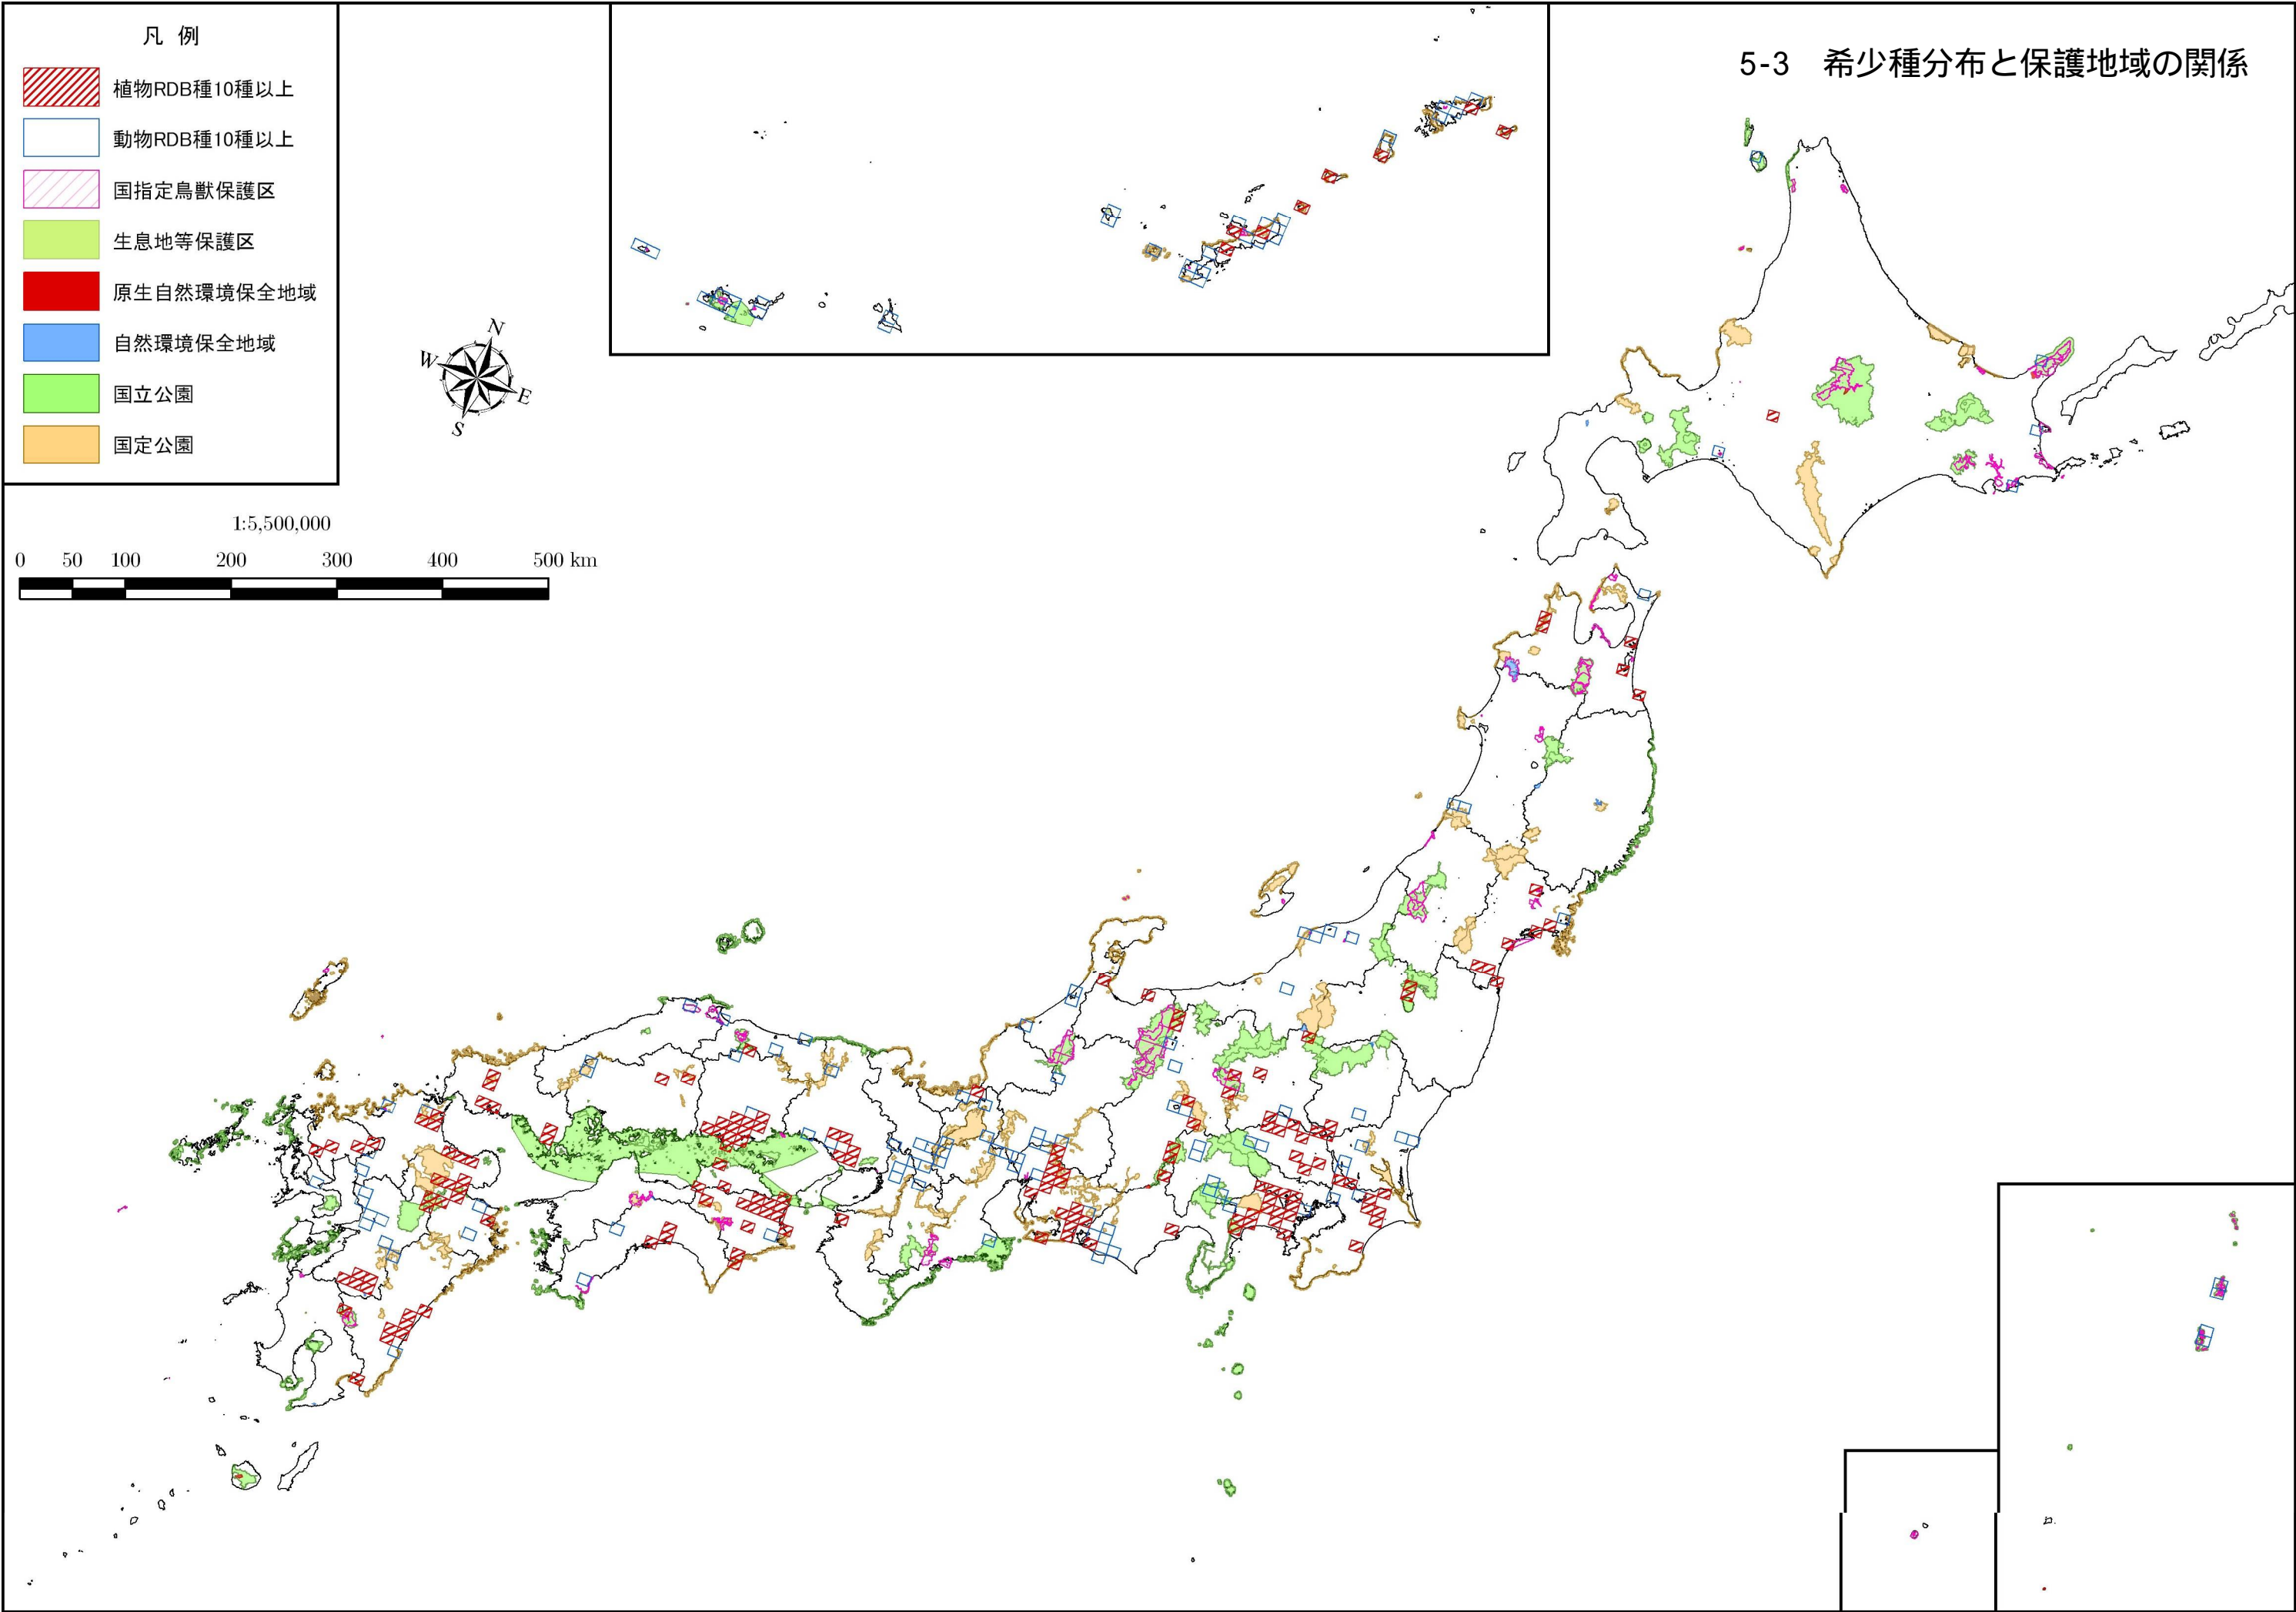 5-3 希少種分布と保護地域の関係
凡 例
植物RDB種10種以上
動物RDB種10種以上
国指定鳥獣保護区
生息地等保護区
原生自然環境保全地域
自然環境保全地域
国立公園
国定公園
N
W
E
S
1:5,500,000
0 50 100 200 300 400 500 km